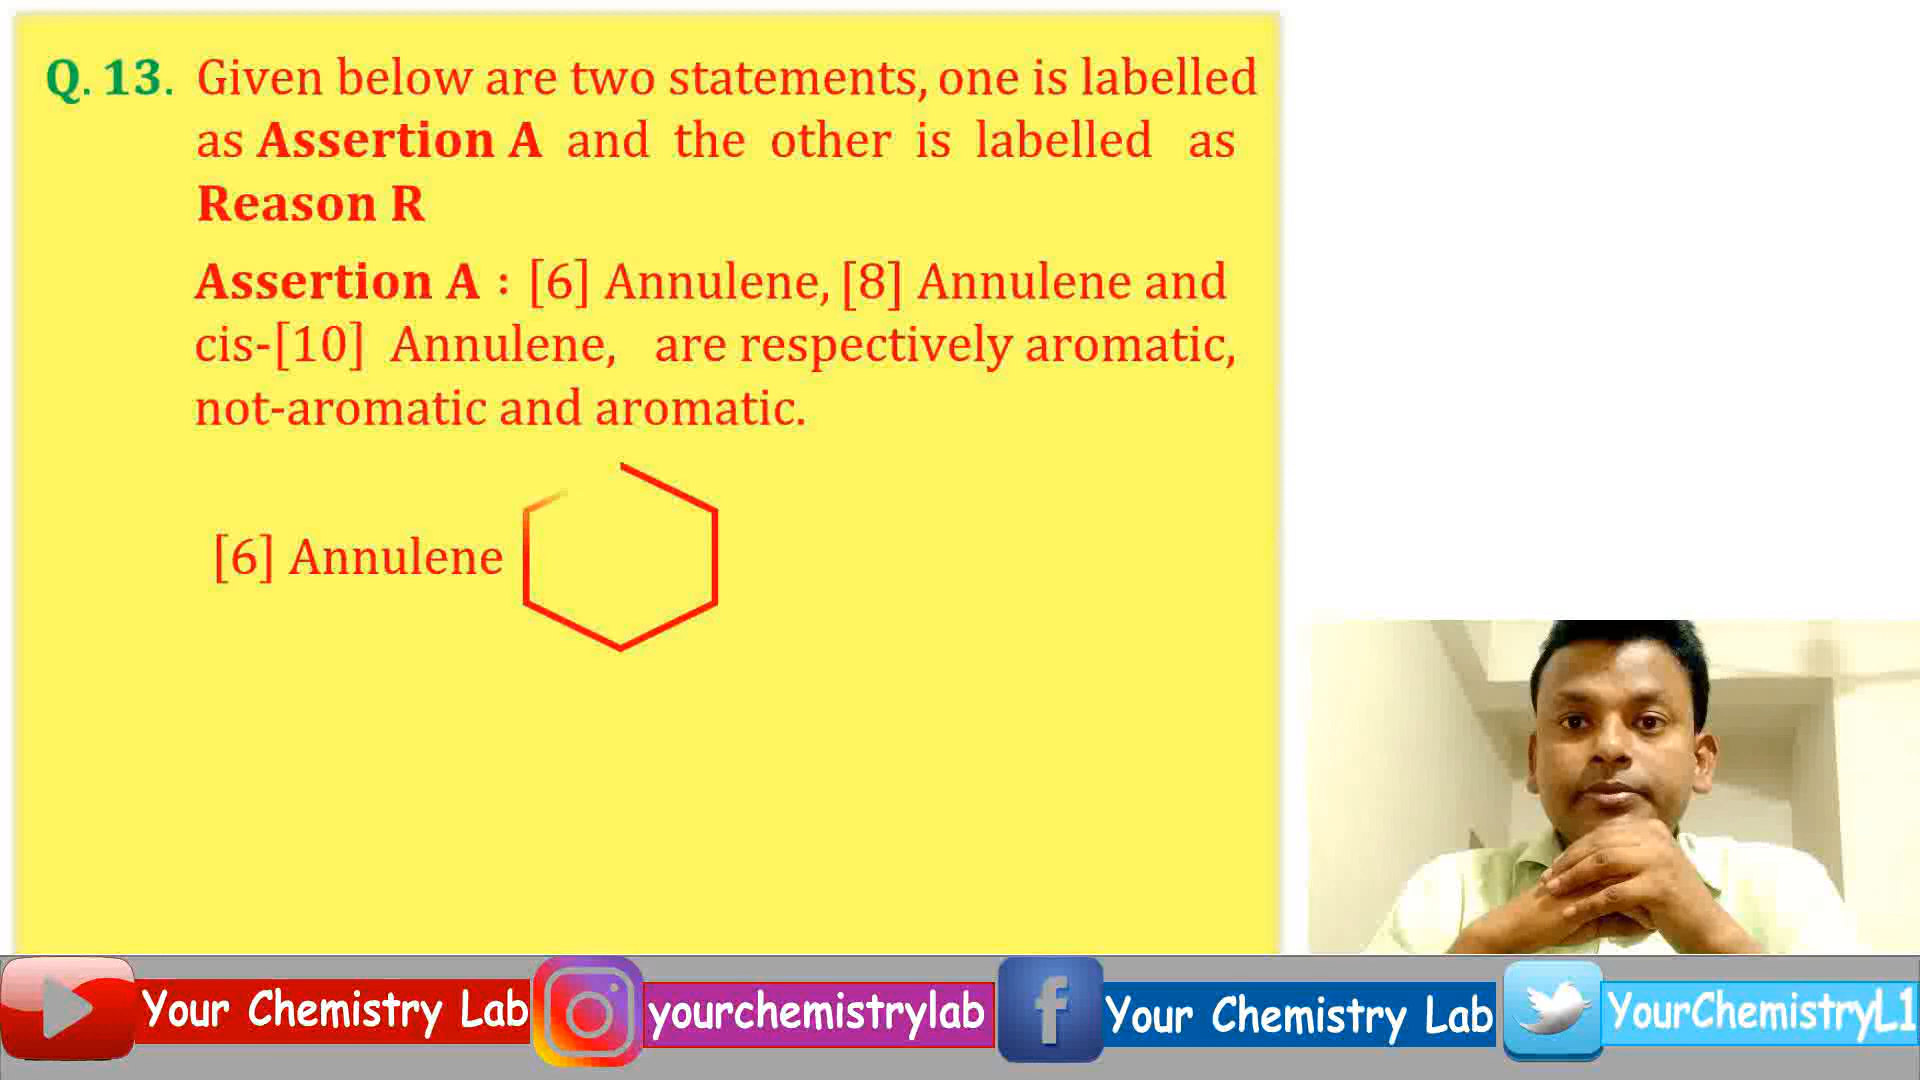 Q. 13. Given below are two statements, one is labelled
as Assertion A and the other is labelled as
Reason R
Assertion A : [6] Annulene, [8] Annulene and
cis-[10] Annulene, are respectively aromatic,
not-aromatic and aromatic.
[6] Annulene
Your Chemistry Lab
yourchemistrylab
f
Your Chemistry Lab
YourChemistryL1